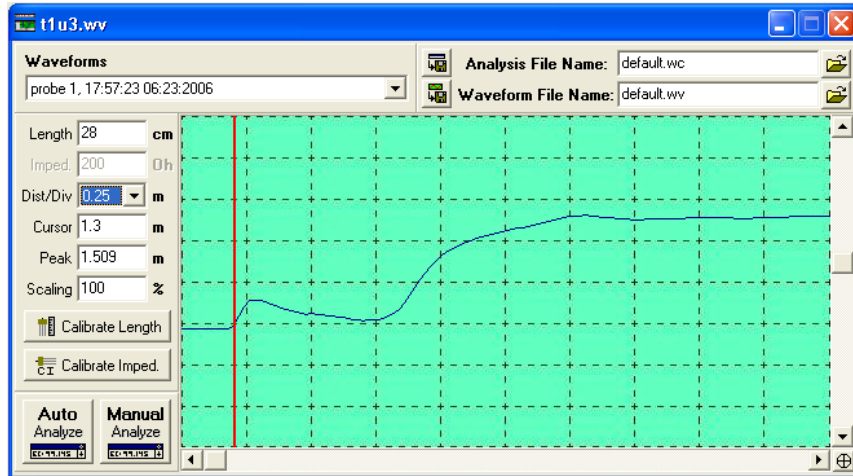 t1u3.wv
Waveforms
probe 1, 17:57:23 06:23:2006
Analysis File Name: default.wc
Waveform File Name: default.wv
Length 28 cm
Imped. 200 Oh
Dist/Div 0.25 m
Cursor 1.3 m
Peak 1.509 m
Scaling 100 %
Calibrate Length
CI Calibrate Imped.
Auto Analyze
Manual Analyze